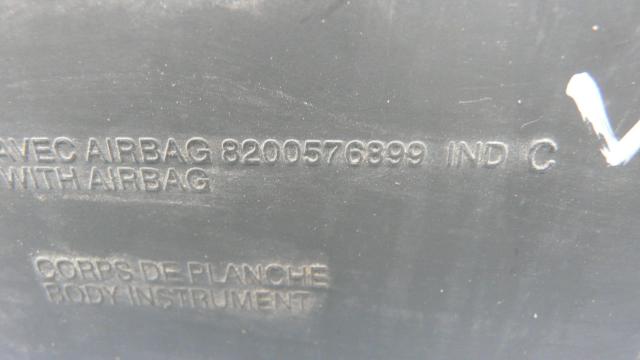 AVEC AIRBAG 8200576899 IND C
WITH AIRBAG
CORPS DE PLANCHE
BODY INSTRUMENT